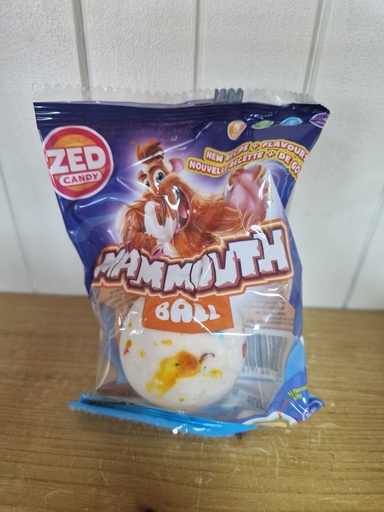 ZED
CANDY
NEW RECIPE + FLAVOURS
NOUVELLE RECETTE + DE GO
MAMMOUTH
BALL